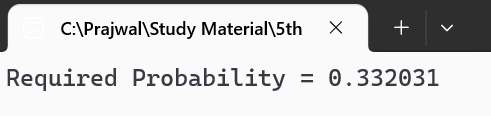 C:\Prajwal\Study Material\5th
Required Probability = 0.332031